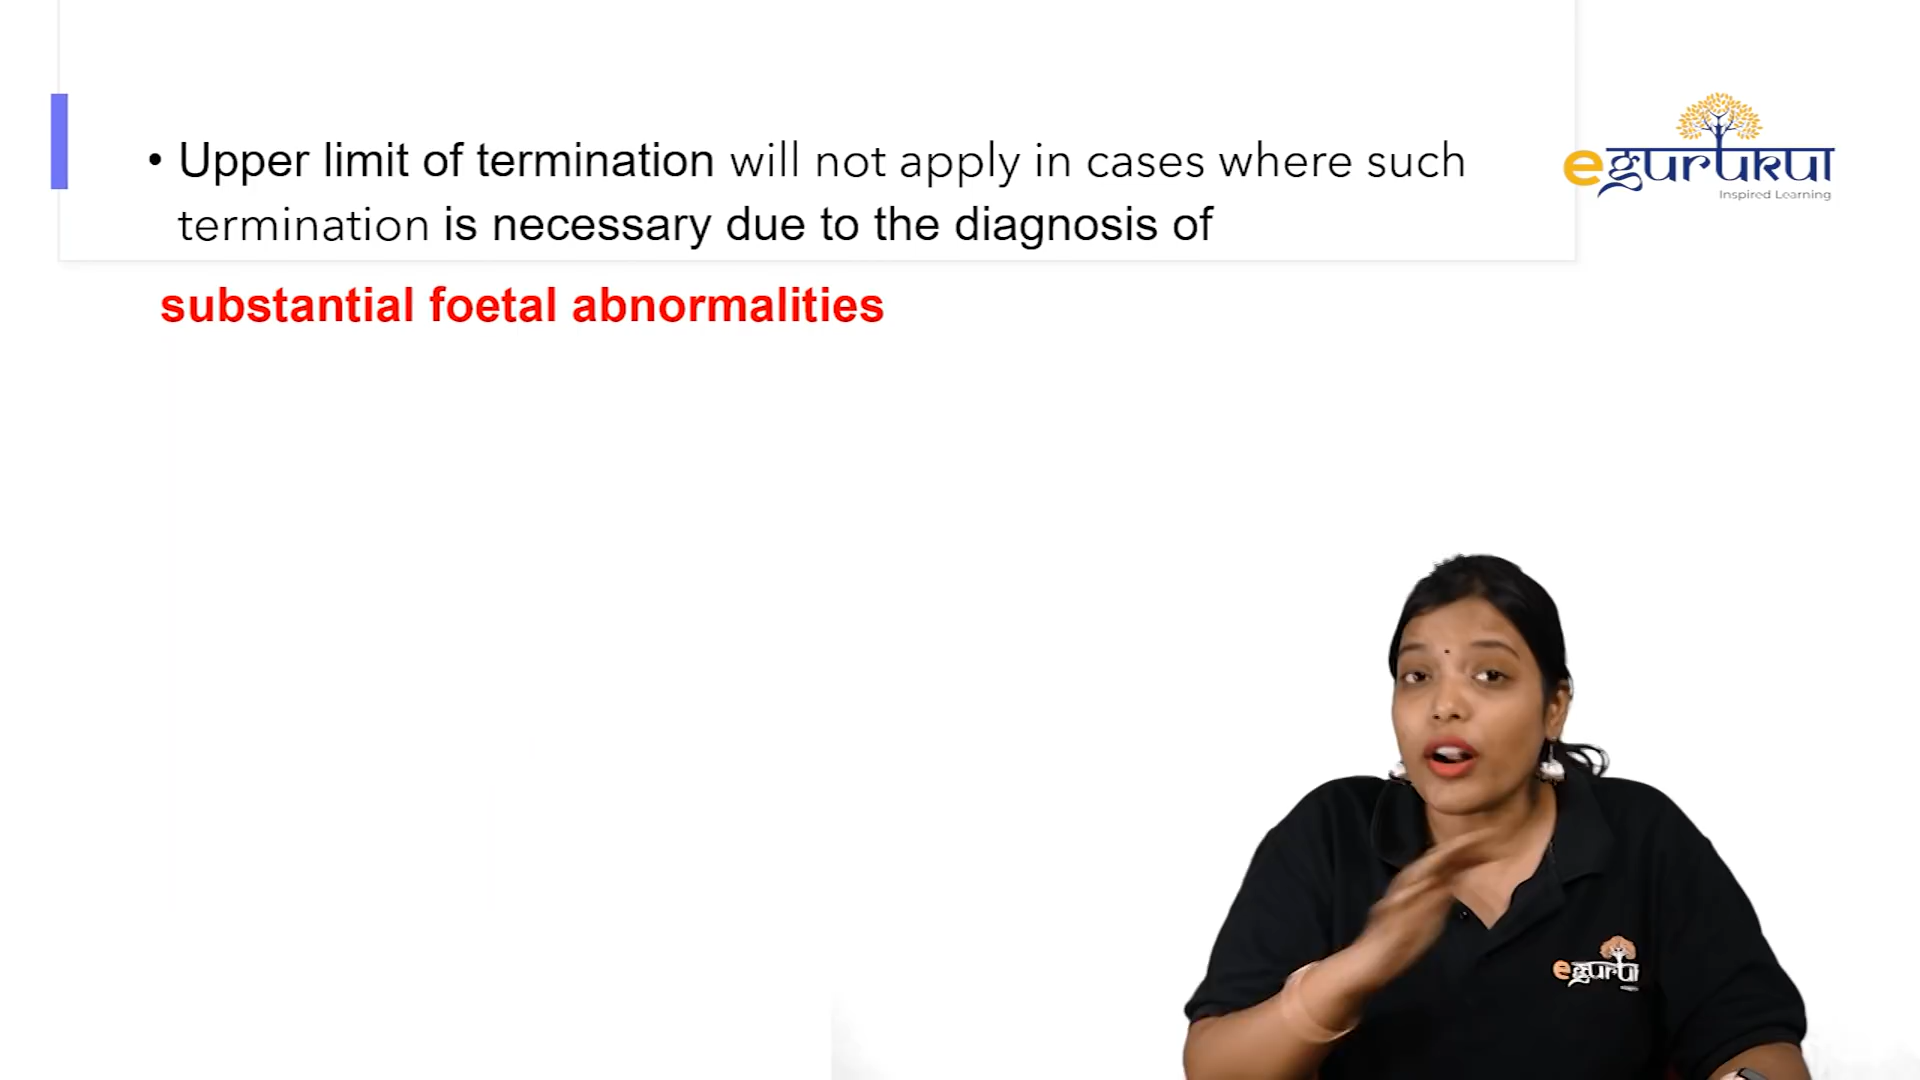 • Upper limit of termination will not apply in cases where such
termination is necessary due to the diagnosis of
substantial foetal abnormalities
egurukul
Inspired Learning
eguru